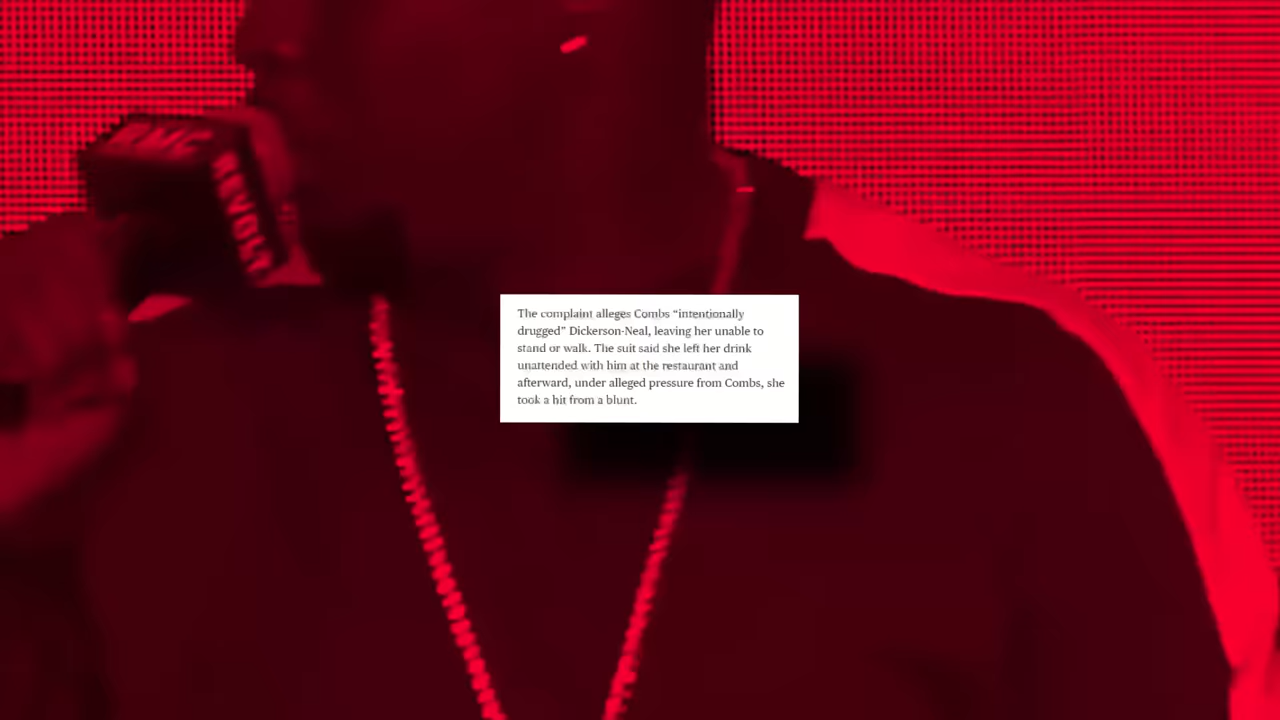 REVOLT
The complaint alleges Combs “intentionally
drugged” Dickerson-Neal, leaving her unable to
stand or walk. The suit said she left her drink
unattended with him at the restaurant and
afterward, under alleged pressure from Combs, she
took a hit from a blunt.